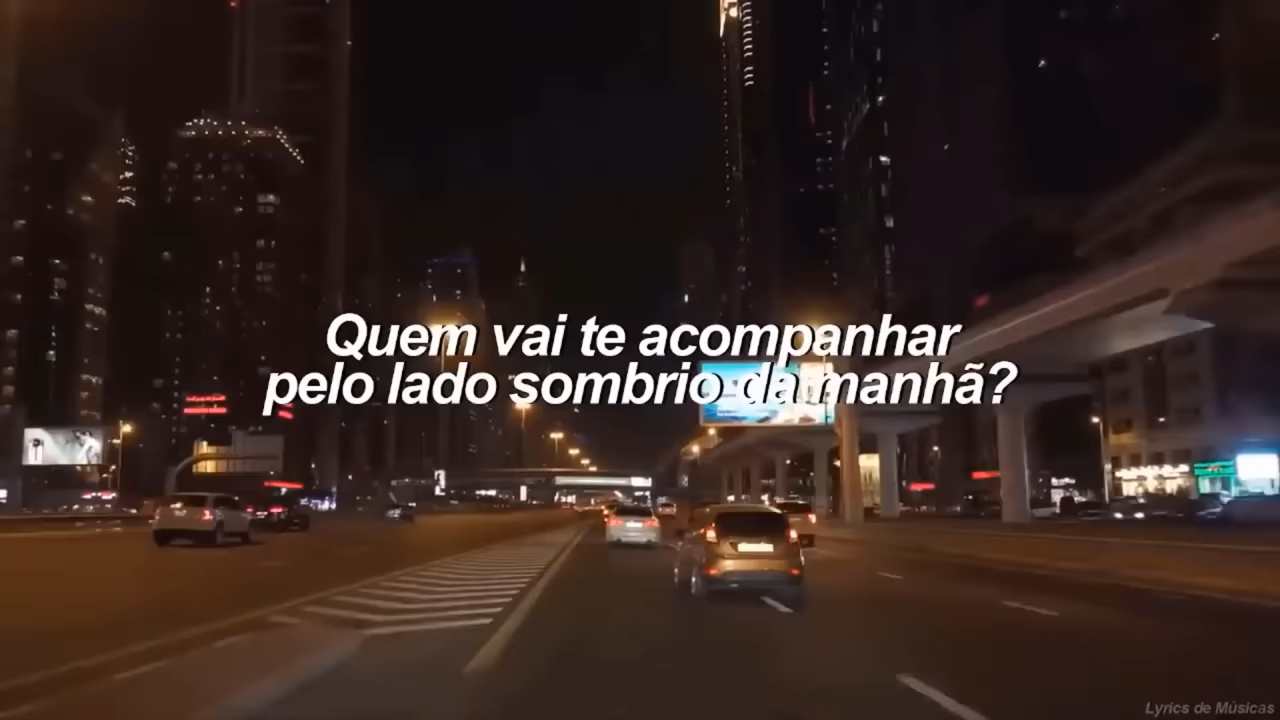 Quem vai te acompanhar
pelo lado sombrio da manhã?
Lyrics de Músicas